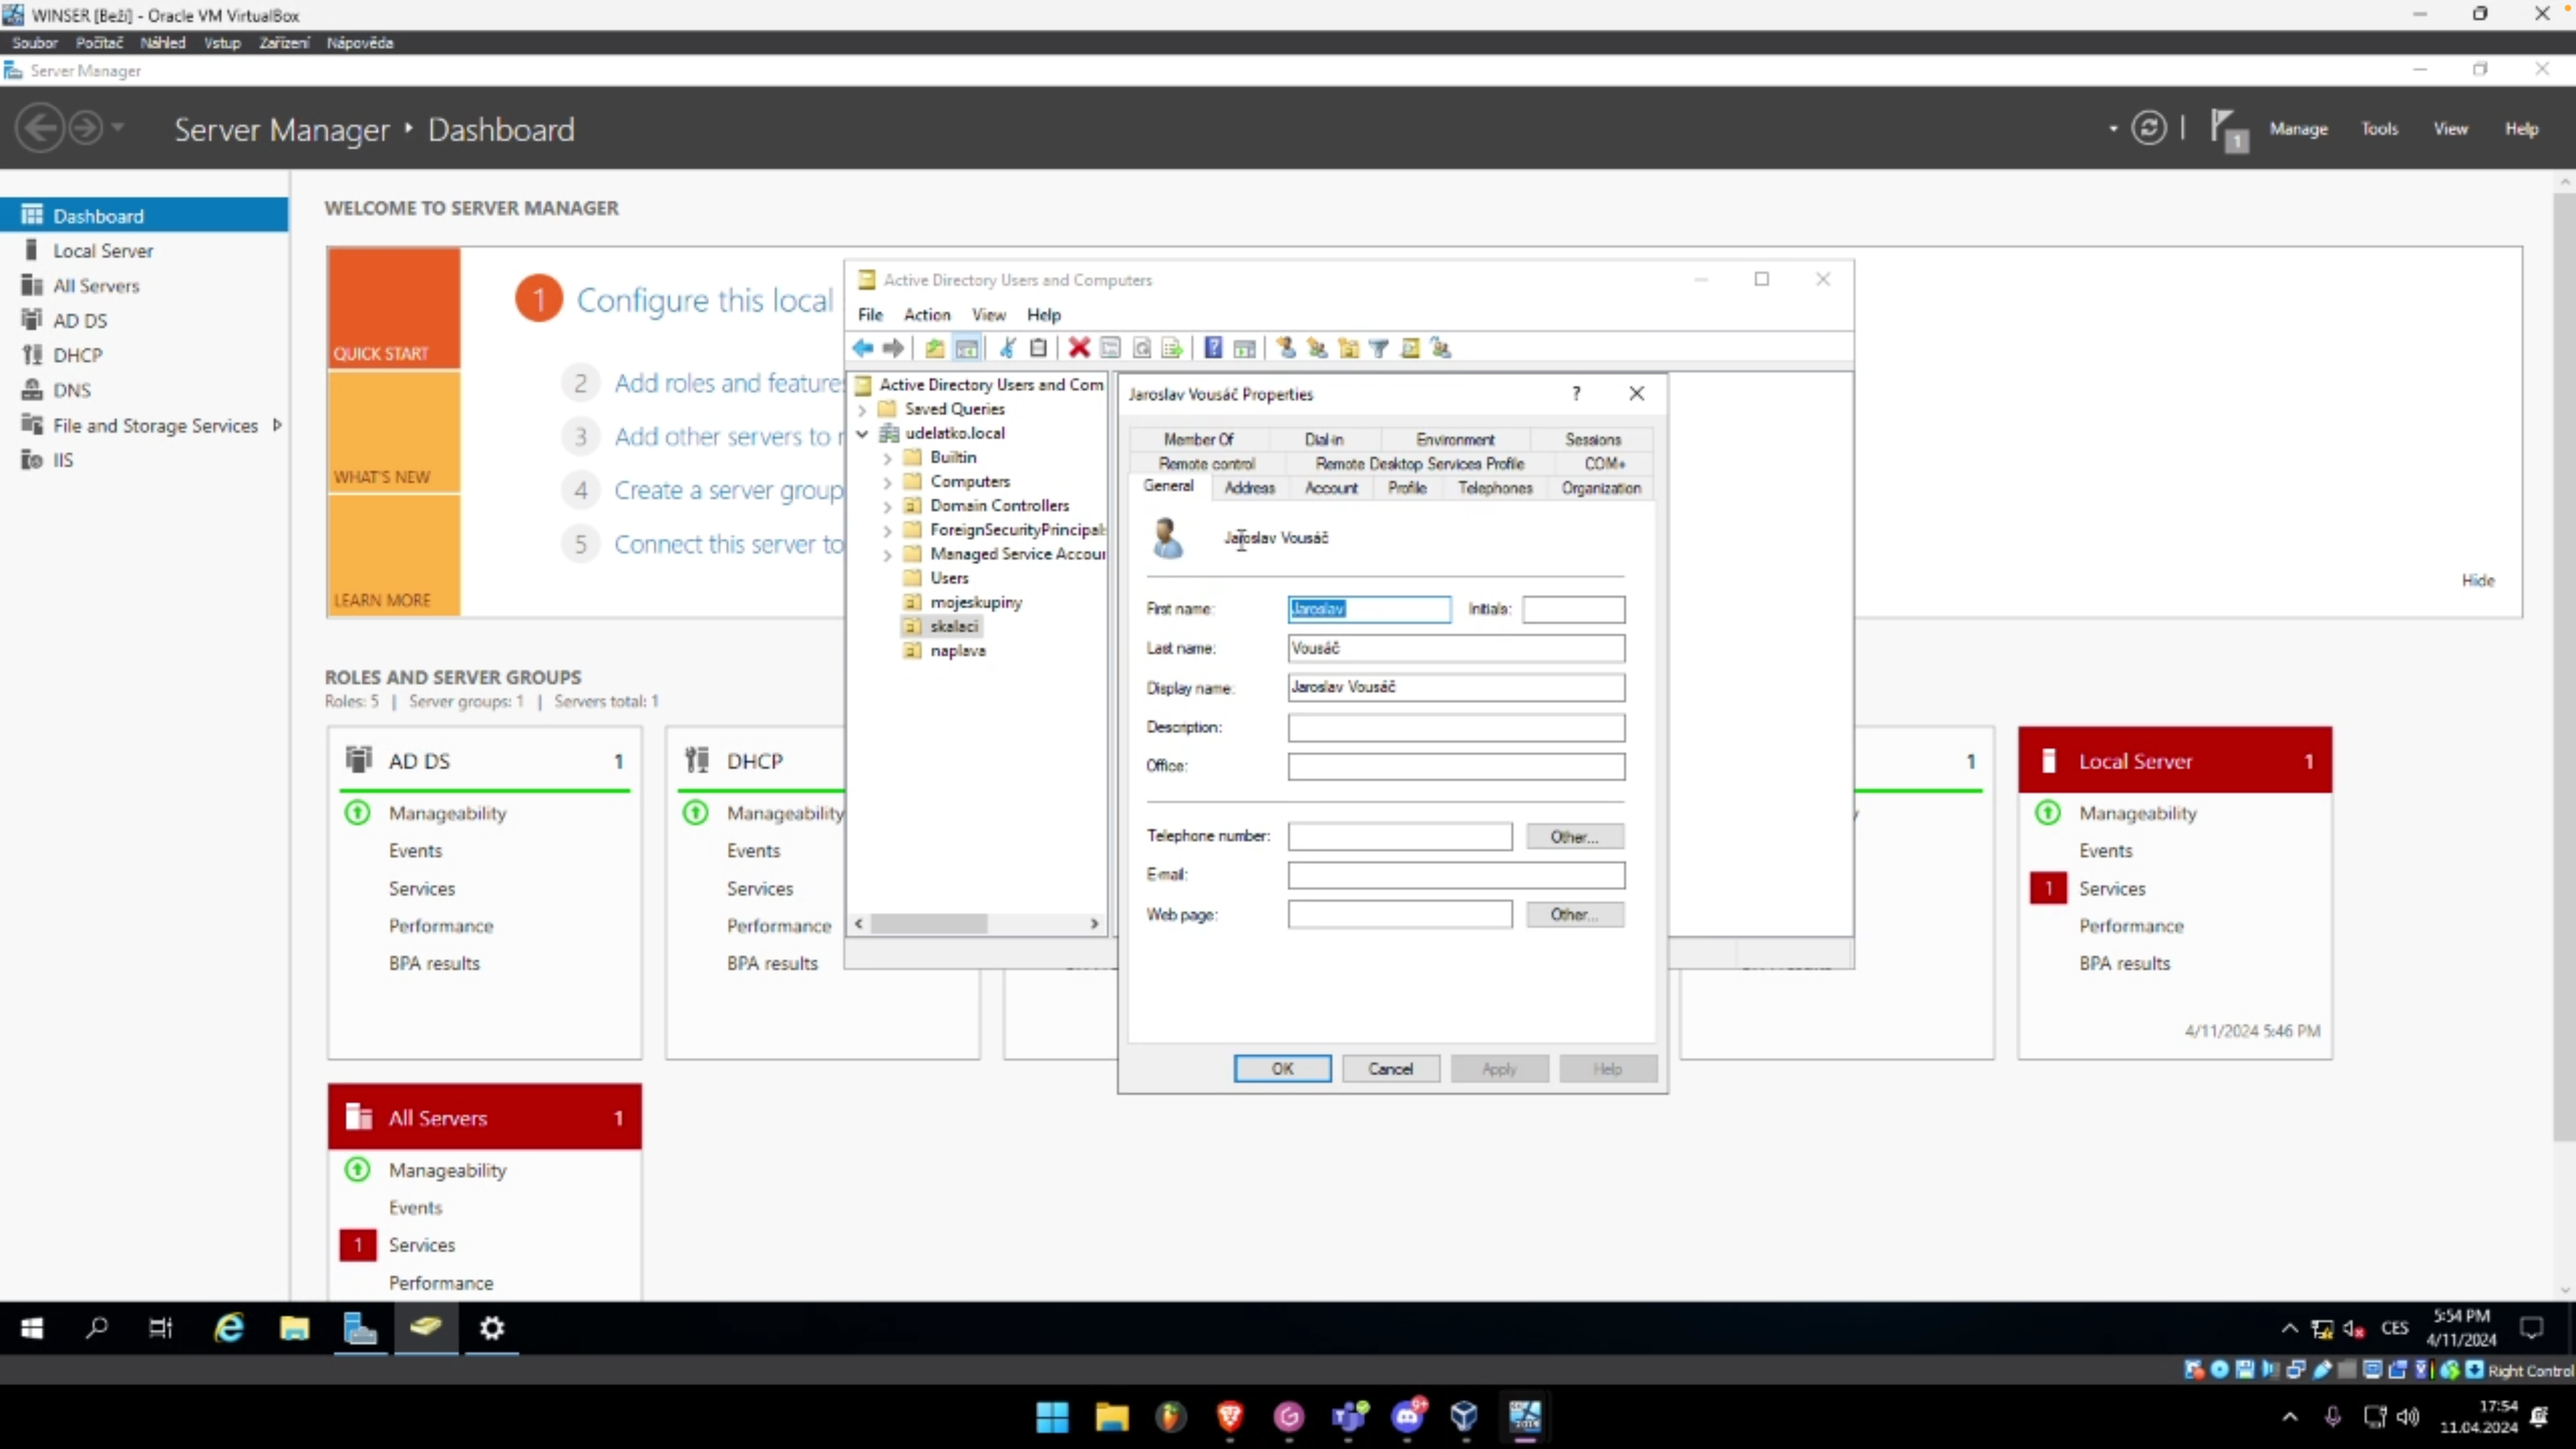 WINSER [Beží] - Oracle VM VirtualBox
Soubor Počítač Náhled Vstup Zařízení Nápověda
Server Manager
Server Manager Dashboard
1 Manage Tools View Help
Dashboard
Local Server
All Servers
AD DS
DHCP
DNS
File and Storage Services
IIS
WELCOME TO SERVER MANAGER
QUICK START
WHAT'S NEW
LEARN MORE
1 Configure this local
2 Add roles and features
3 Add other servers to
4 Create a server group
5 Connect this server to
Hide
Active Directory Users and Computers
File Action View Help
Active Directory Users and Com
Saved Queries
udelatko.local
Builtin
Computers
Domain Controllers
ForeignSecurityPrincipals
Managed Service Accour
Users
mojeskupiny
skalaci
naplava
Jaroslav Vousáč Properties
Member Of Dial-in Environment Sessions
Remote control Remote Desktop Services Profile COM+
General Address Account Profile Telephones Organization
Jaroslav Vousáč
First name: Jaroslav Initials:
Last name: Vousáč
Display name: Jaroslav Vousáč
Description:
Office:
Telephone number: Other...
E-mail:
Web page: Other...
OK Cancel Apply Help
ROLES AND SERVER GROUPS
Roles: 5 | Server groups: 1 | Servers total: 1
AD DS 1
Manageability
Events
Services
Performance
BPA results
DHCP
Manageability
Events
Services
Performance
BPA results
1
Local Server 1
Manageability
Events
1 Services
Performance
BPA results
4/11/2024 5:46 PM
All Servers 1
Manageability
Events
1 Services
Performance
CES
5:54 PM
4/11/2024
Right Control
9+
17:54
11.04.2024